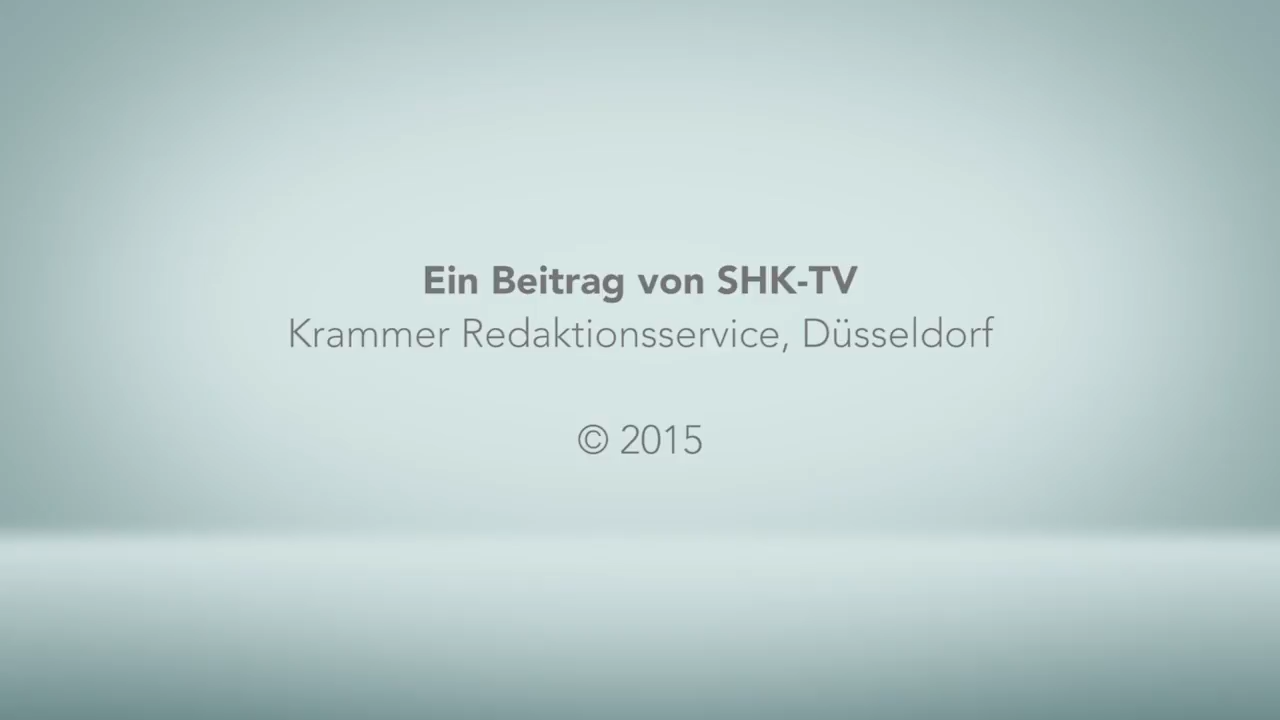 Ein Beitrag von SHK-TV
Krammer Redaktionsservice, Düsseldorf
© 2015